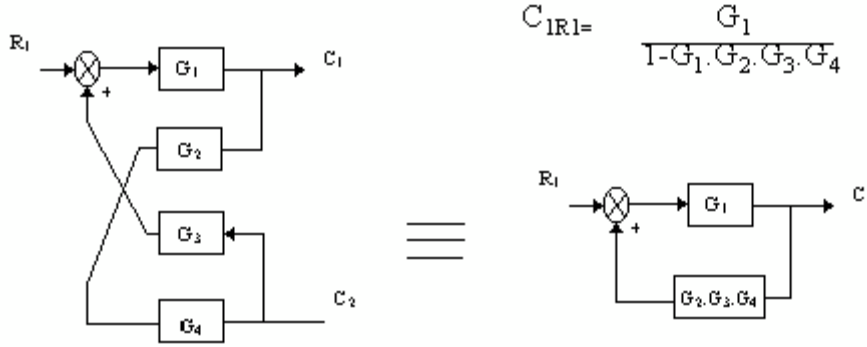 C1R1= G1
1-G1.G2.G3.G4
R1
G1
C1
+
G2
G3
C2
G4
R1
G1
C
+
G2.G3.G4